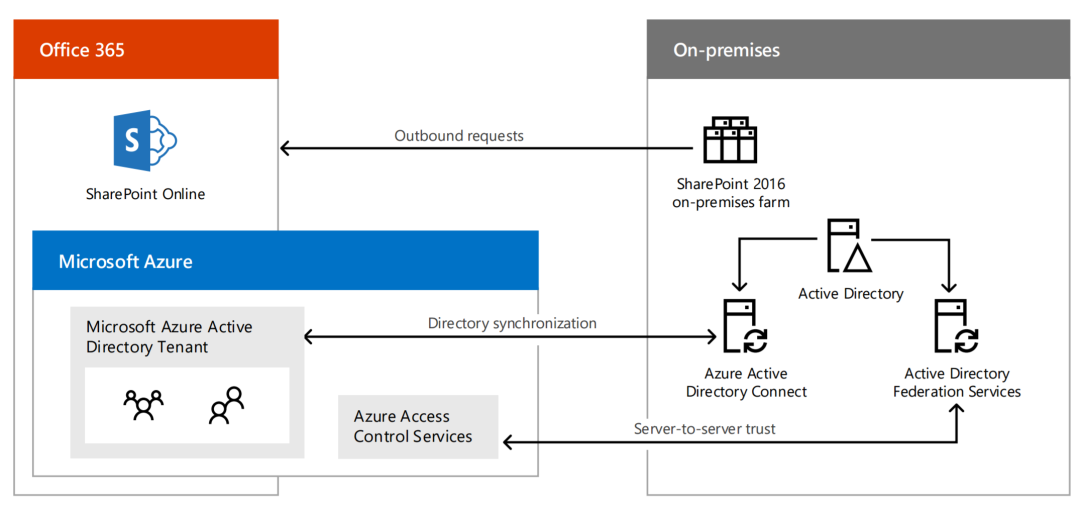 Office 365
On-premises
S
Outbound requests
SharePoint Online
SharePoint 2016
on-premises farm
Microsoft Azure
Active Directory
Microsoft Azure Active
Directory Tenant
Directory synchronization
Azure Active
Directory Connect
Active Directory
Federation Services
Azure Access
Control Services
Server-to-server trust